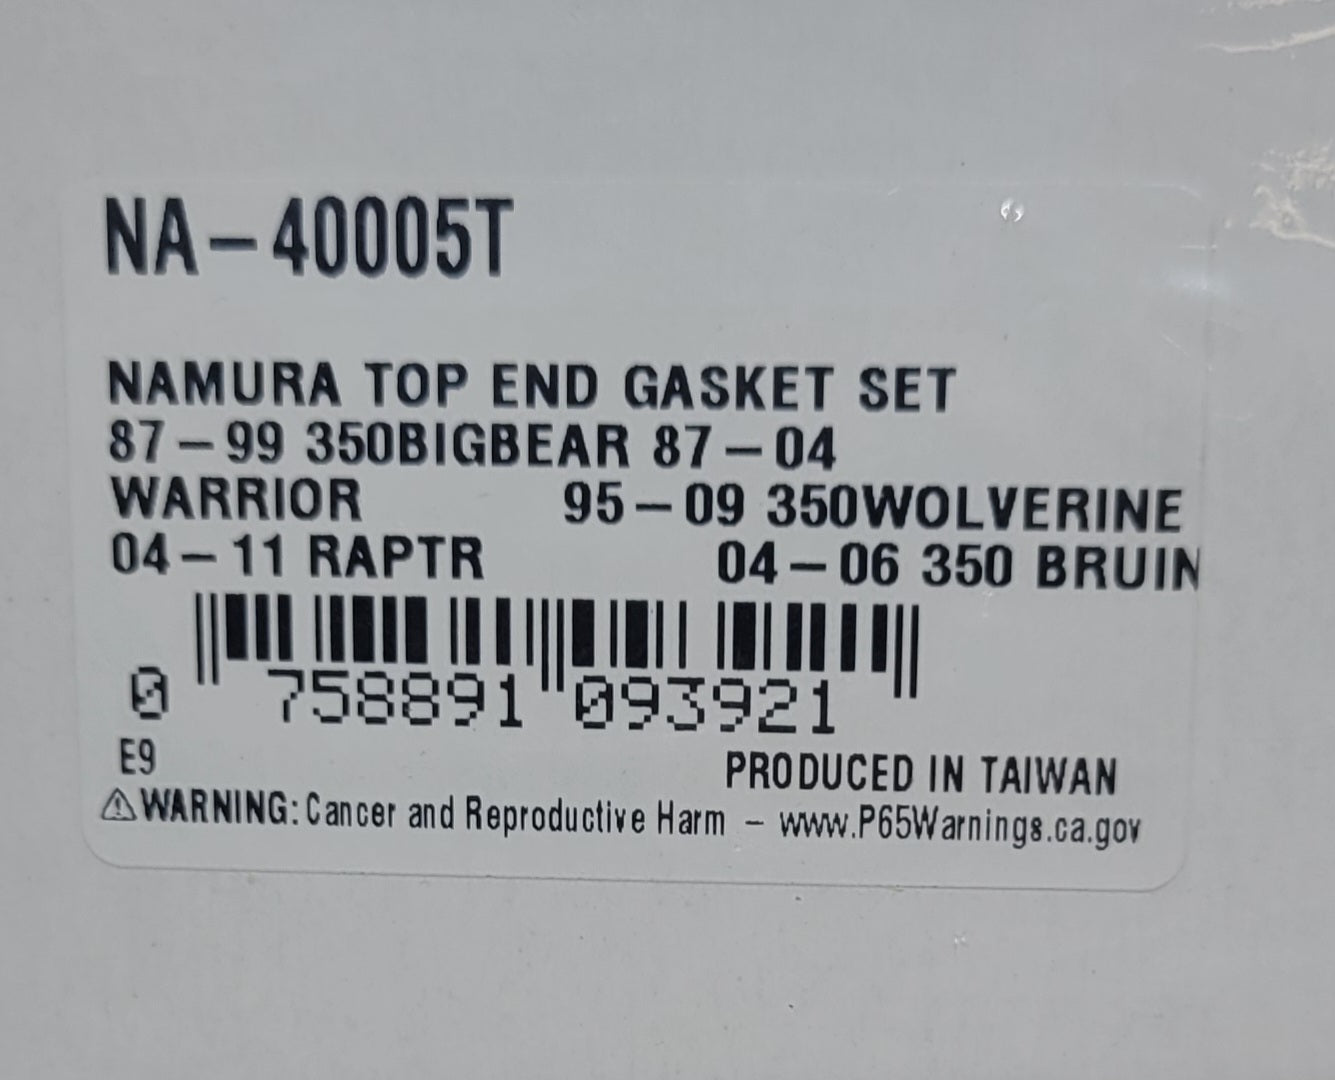 NA-40005T
NAMURA TOP END GASKET SET
87-99 350BIGBEAR 87-04
WARRIOR 95-09 350WOLVERINE
04-11 RAPTR 04-06 350 BRUIN
0 758891 093921
E9 PRODUCED IN TAIWAN
⚠WARNING: Cancer and Reproductive Harm - www.P65Warnings.ca.gov